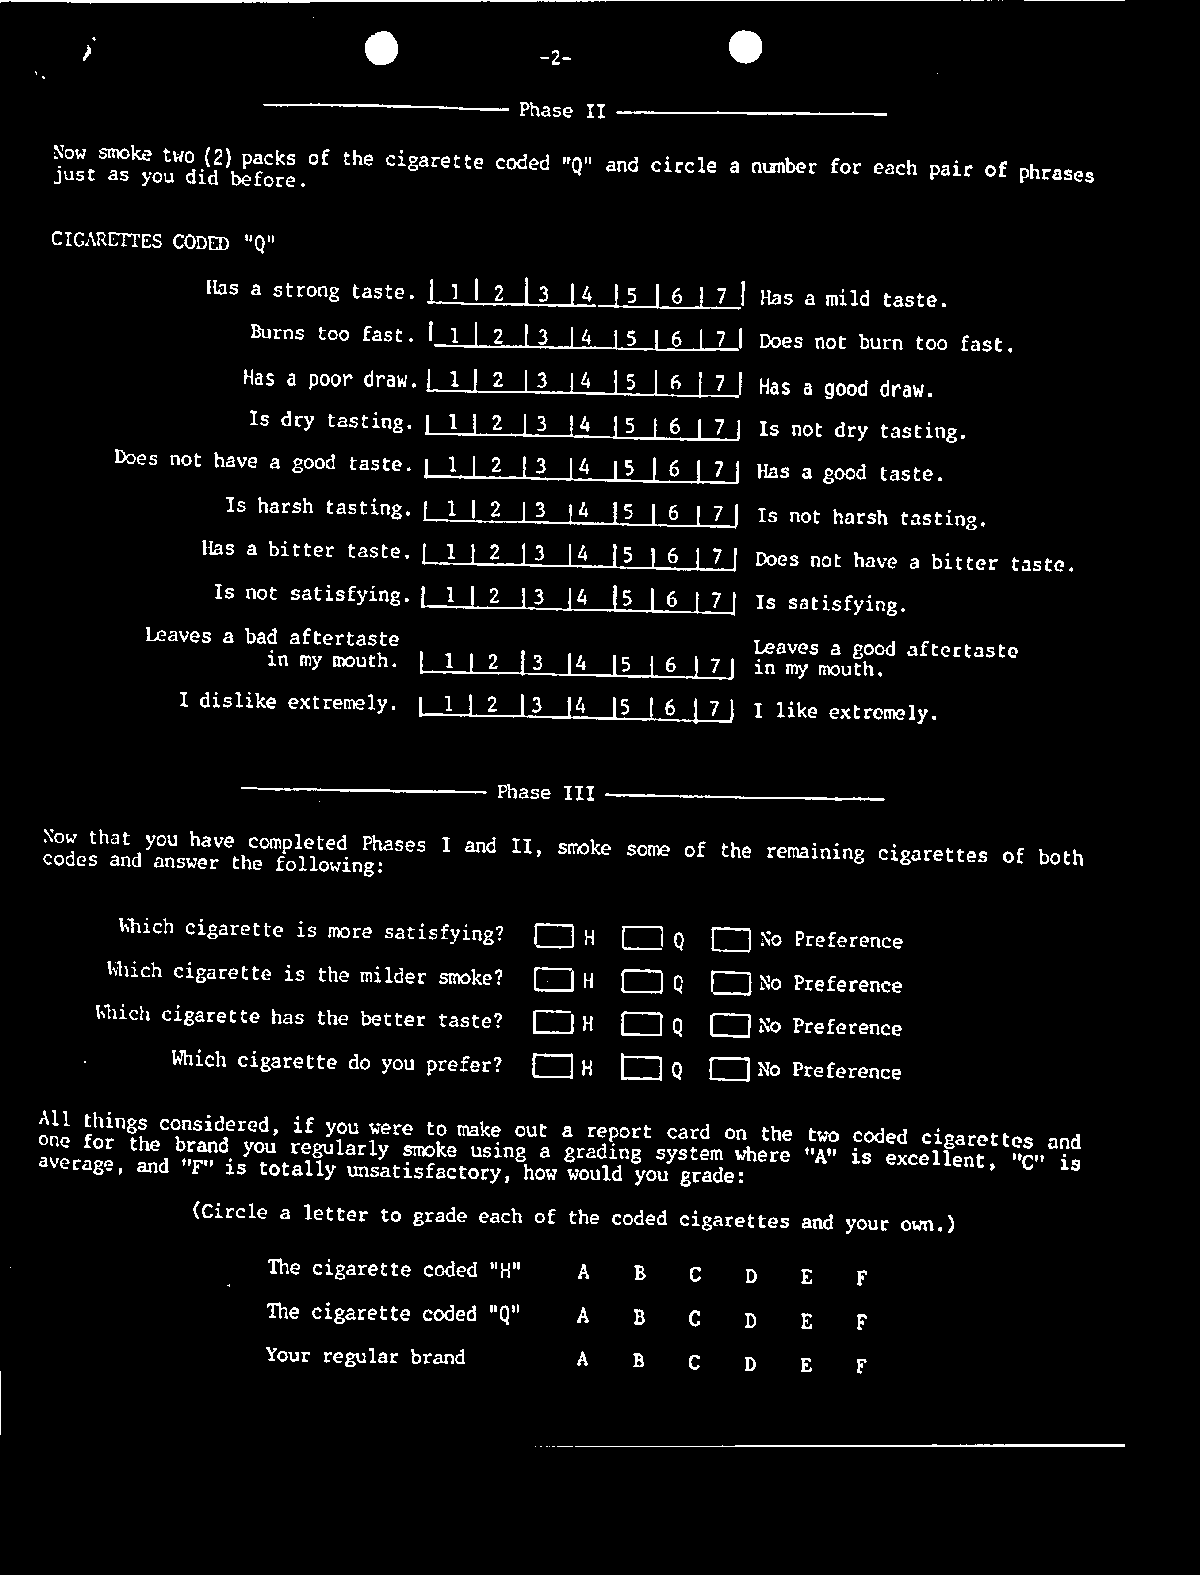 -2-
Phase II
Now smoke two (2) packs of the cigarette coded "Q" and circle a number for each pair of phrases
just as you did before.
CIGARETTES CODED "Q"
Has a strong taste. | 1 | 2 | 3 | 4 | 5 | 6 | 7 | Has a mild taste.
Burns too fast. | 1 | 2 | 3 | 4 | 5 | 6 | 7 | Does not burn too fast.
Has a poor draw. | 1 | 2 | 3 | 4 | 5 | 6 | 7 | Has a good draw.
Is dry tasting. | 1 | 2 | 3 | 4 | 5 | 6 | 7 | Is not dry tasting.
Does not have a good taste. | 1 | 2 | 3 | 4 | 5 | 6 | 7 | Has a good taste.
Is harsh tasting. | 1 | 2 | 3 | 4 | 5 | 6 | 7 | Is not harsh tasting.
Has a bitter taste. | 1 | 2 | 3 | 4 | 5 | 6 | 7 | Does not have a bitter taste.
Is not satisfying. | 1 | 2 | 3 | 4 | 5 | 6 | 7 | Is satisfying.
Leaves a bad aftertaste Leaves a good aftertaste
in my mouth. | 1 | 2 | 3 | 4 | 5 | 6 | 7 | in my mouth.
I dislike extremely. | 1 | 2 | 3 | 4 | 5 | 6 | 7 | I like extremely.
Phase III
Now that you have completed Phases I and II, smoke some of the remaining cigarettes of both
codes and answer the following:
Which cigarette is more satisfying? H Q No Preference
Which cigarette is the milder smoke? H Q No Preference
Which cigarette has the better taste? H Q No Preference
Which cigarette do you prefer? H Q No Preference
All things considered, if you were to make out a report card on the two coded cigarettes and
one for the brand you regularly smoke using a grading system where "A" is excellent, "C" is
average, and "F" is totally unsatisfactory, how would you grade:
(Circle a letter to grade each of the coded cigarettes and your own.)
The cigarette coded "H" A B C D E F
The cigarette coded "Q" A B C D E F
Your regular brand A B C D E F